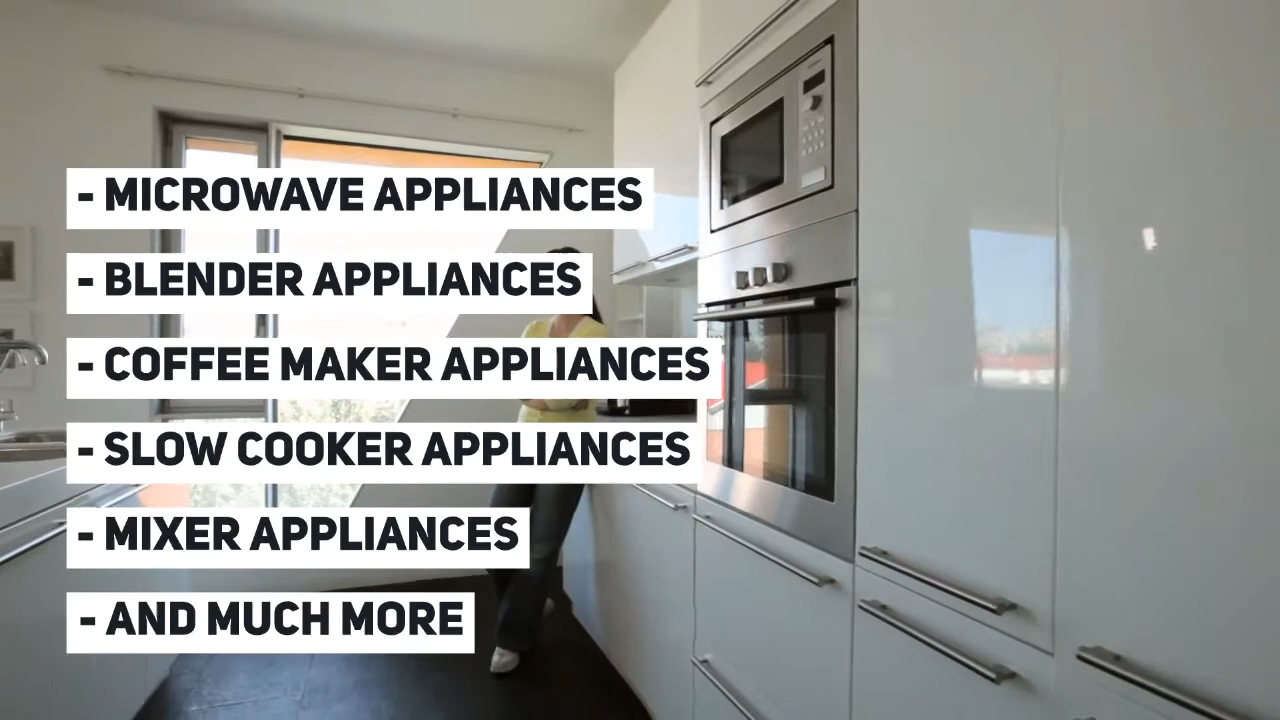 - MICROWAVE APPLIANCES
- BLENDER APPLIANCES
- COFFEE MAKER APPLIANCES
- SLOW COOKER APPLIANCES
- MIXER APPLIANCES
- AND MUCH MORE